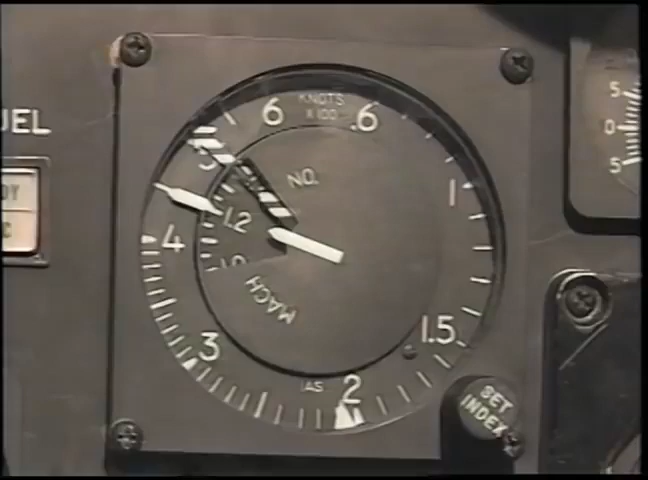 KNOTS
X100
6
.6
5
NO.
1
1.2
4
MACH
1.5
3
IAS
2
SET
INDEX
UEL
DY
C
5
0
5